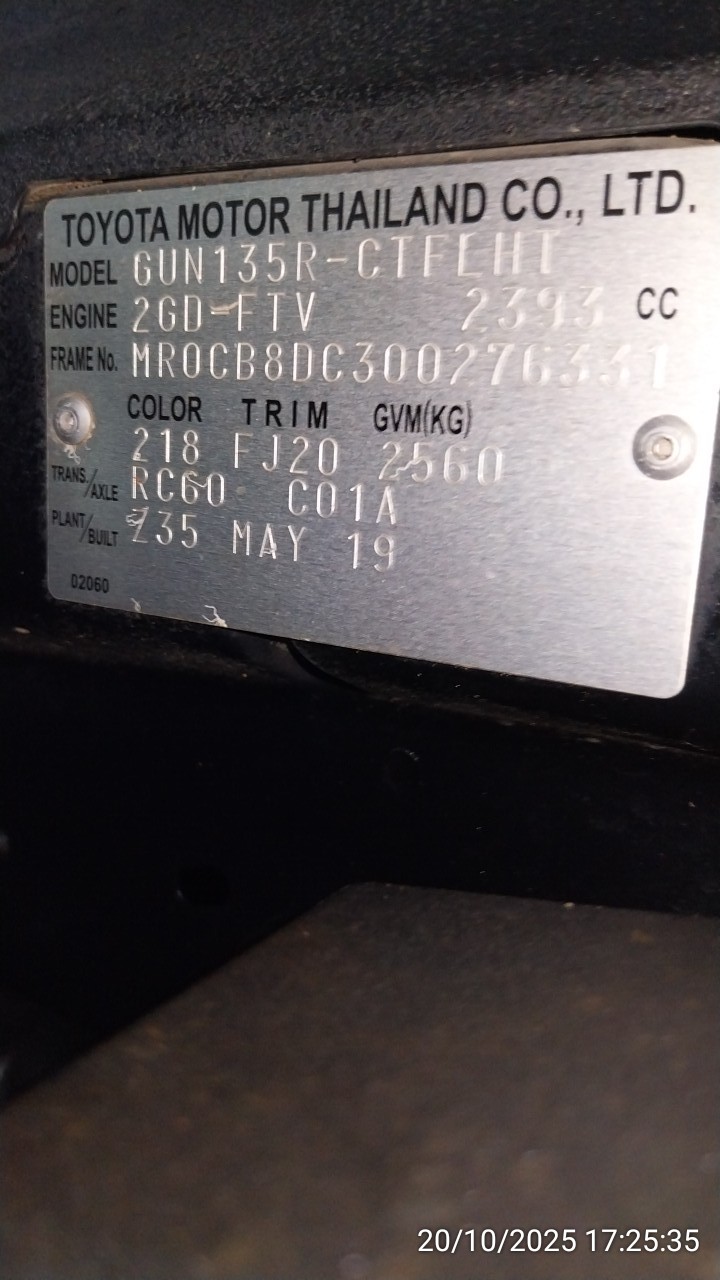 TOYOTA MOTOR THAILAND CO., LTD.
MODEL GUN135R-CTFLHT
ENGINE 2GD-FTV 2393 CC
FRAME No. MR0CB8DC300276331
COLOR TRIM GVM(KG)
218 FJ20 2560
TRANS./AXLE RC60 C01A
PLANT/BUILT Z35 MAY 19
02060
20/10/2025 17:25:35